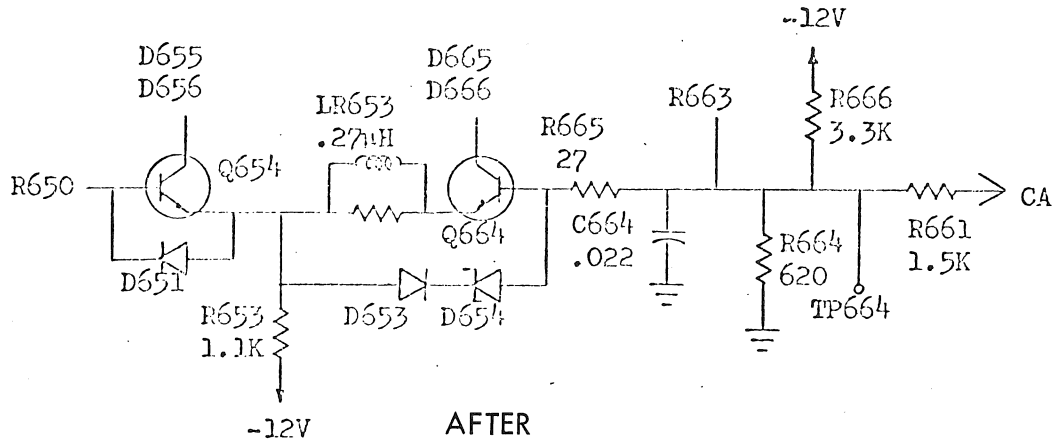 -12V
D655
D656
D665
D666
LR653
.27µH
R663
R666
3.3K
R665
27
R650
Q654
Q664
C664
.022
R664
620
R661
1.5K
CA
D651
R653
1.1K
D653
D654
TP664
-12V
AFTER